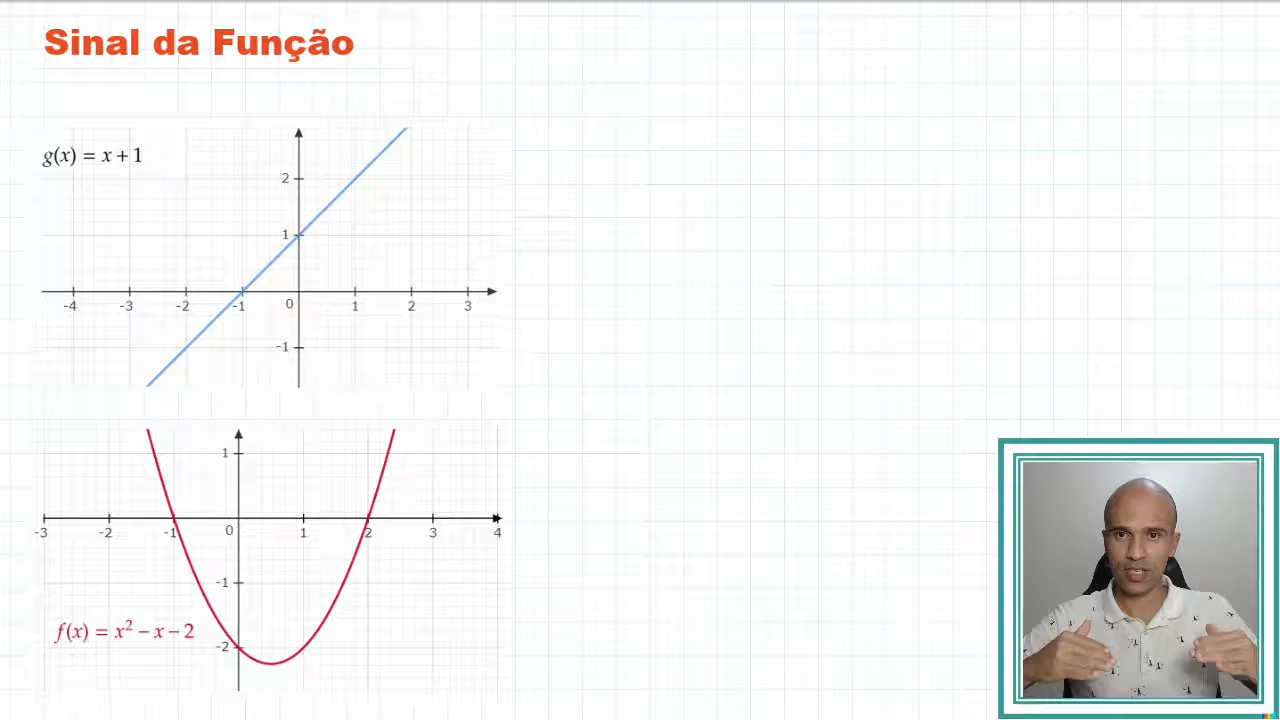 Sinal da Função
g(x) = x + 1
2
1
-4 -3 -2 -1 0 1 2 3
-1
1
-3 -2 -1 0 1 2 3 4
-1
f(x) = x² − x − 2
-2